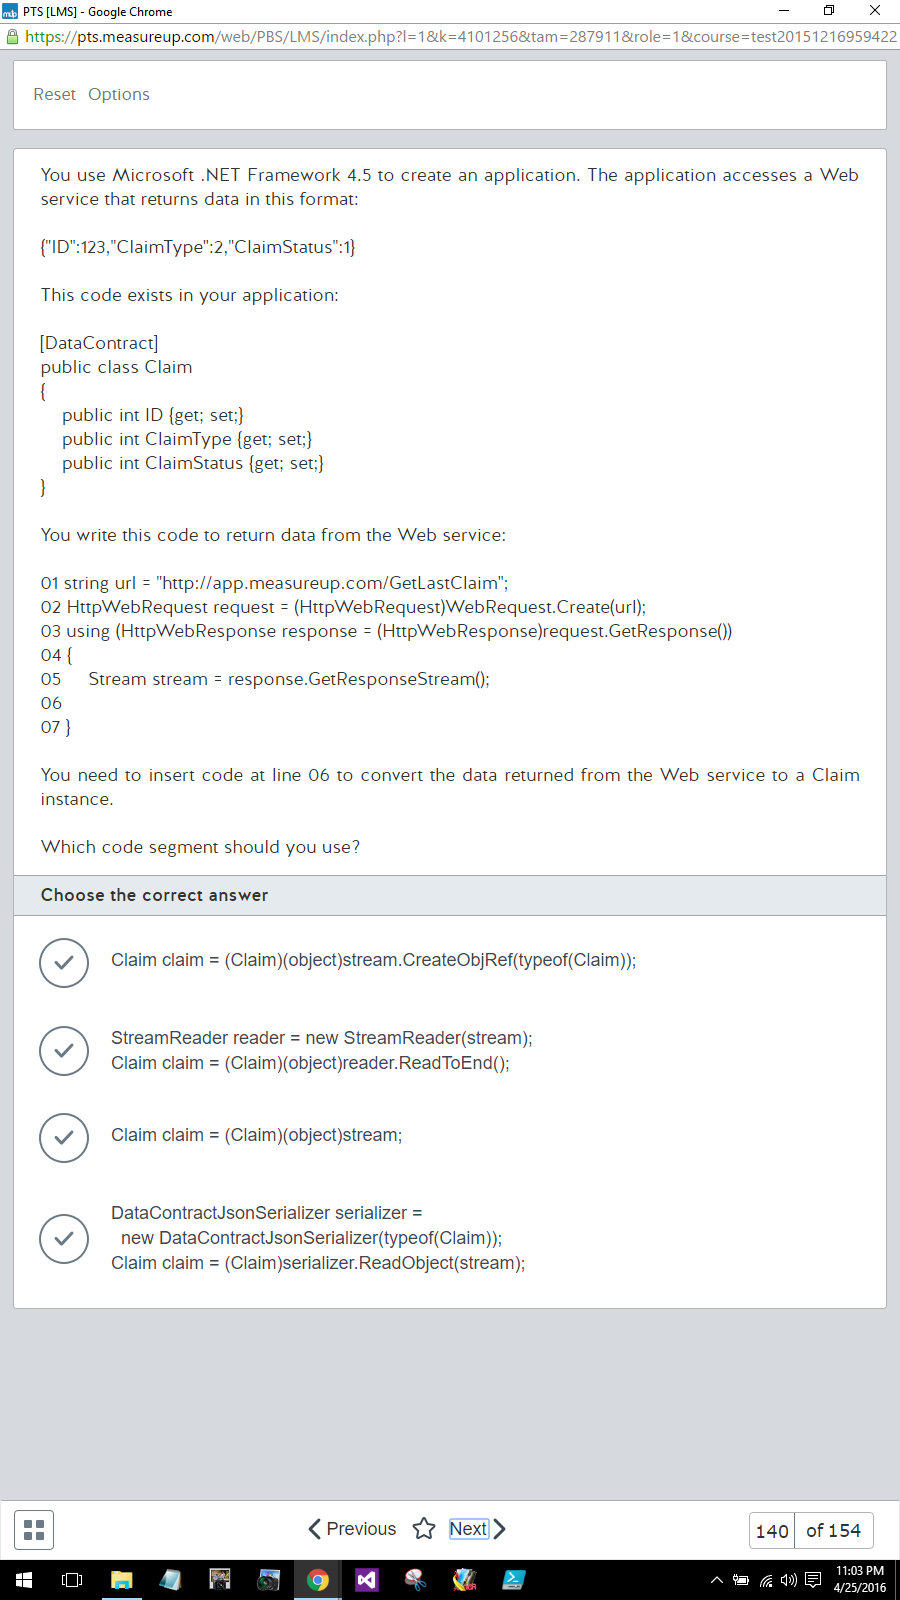 PTS [LMS] - Google Chrome
https://pts.measureup.com/web/PBS/LMS/index.php?l=1&k=4101256&tam=287911&role=1&course=test20151216959422
Reset Options
You use Microsoft .NET Framework 4.5 to create an application. The application accesses a Web
service that returns data in this format:
{"ID":123,"ClaimType":2,"ClaimStatus":1}
This code exists in your application:
[DataContract]
public class Claim
{
public int ID {get; set;}
public int ClaimType {get; set;}
public int ClaimStatus {get; set;}
}
You write this code to return data from the Web service:
01 string url = "http://app.measureup.com/GetLastClaim";
02 HttpWebRequest request = (HttpWebRequest)WebRequest.Create(url);
03 using (HttpWebResponse response = (HttpWebResponse)request.GetResponse())
04 {
05 Stream stream = response.GetResponseStream();
06
07 }
You need to insert code at line 06 to convert the data returned from the Web service to a Claim
instance.
Which code segment should you use?
Choose the correct answer
Claim claim = (Claim)(object)stream.CreateObjRef(typeof(Claim));
StreamReader reader = new StreamReader(stream);
Claim claim = (Claim)(object)reader.ReadToEnd();
Claim claim = (Claim)(object)stream;
DataContractJsonSerializer serializer =
new DataContractJsonSerializer(typeof(Claim));
Claim claim = (Claim)serializer.ReadObject(stream);
Previous Next 140 of 154
11:03 PM
4/25/2016